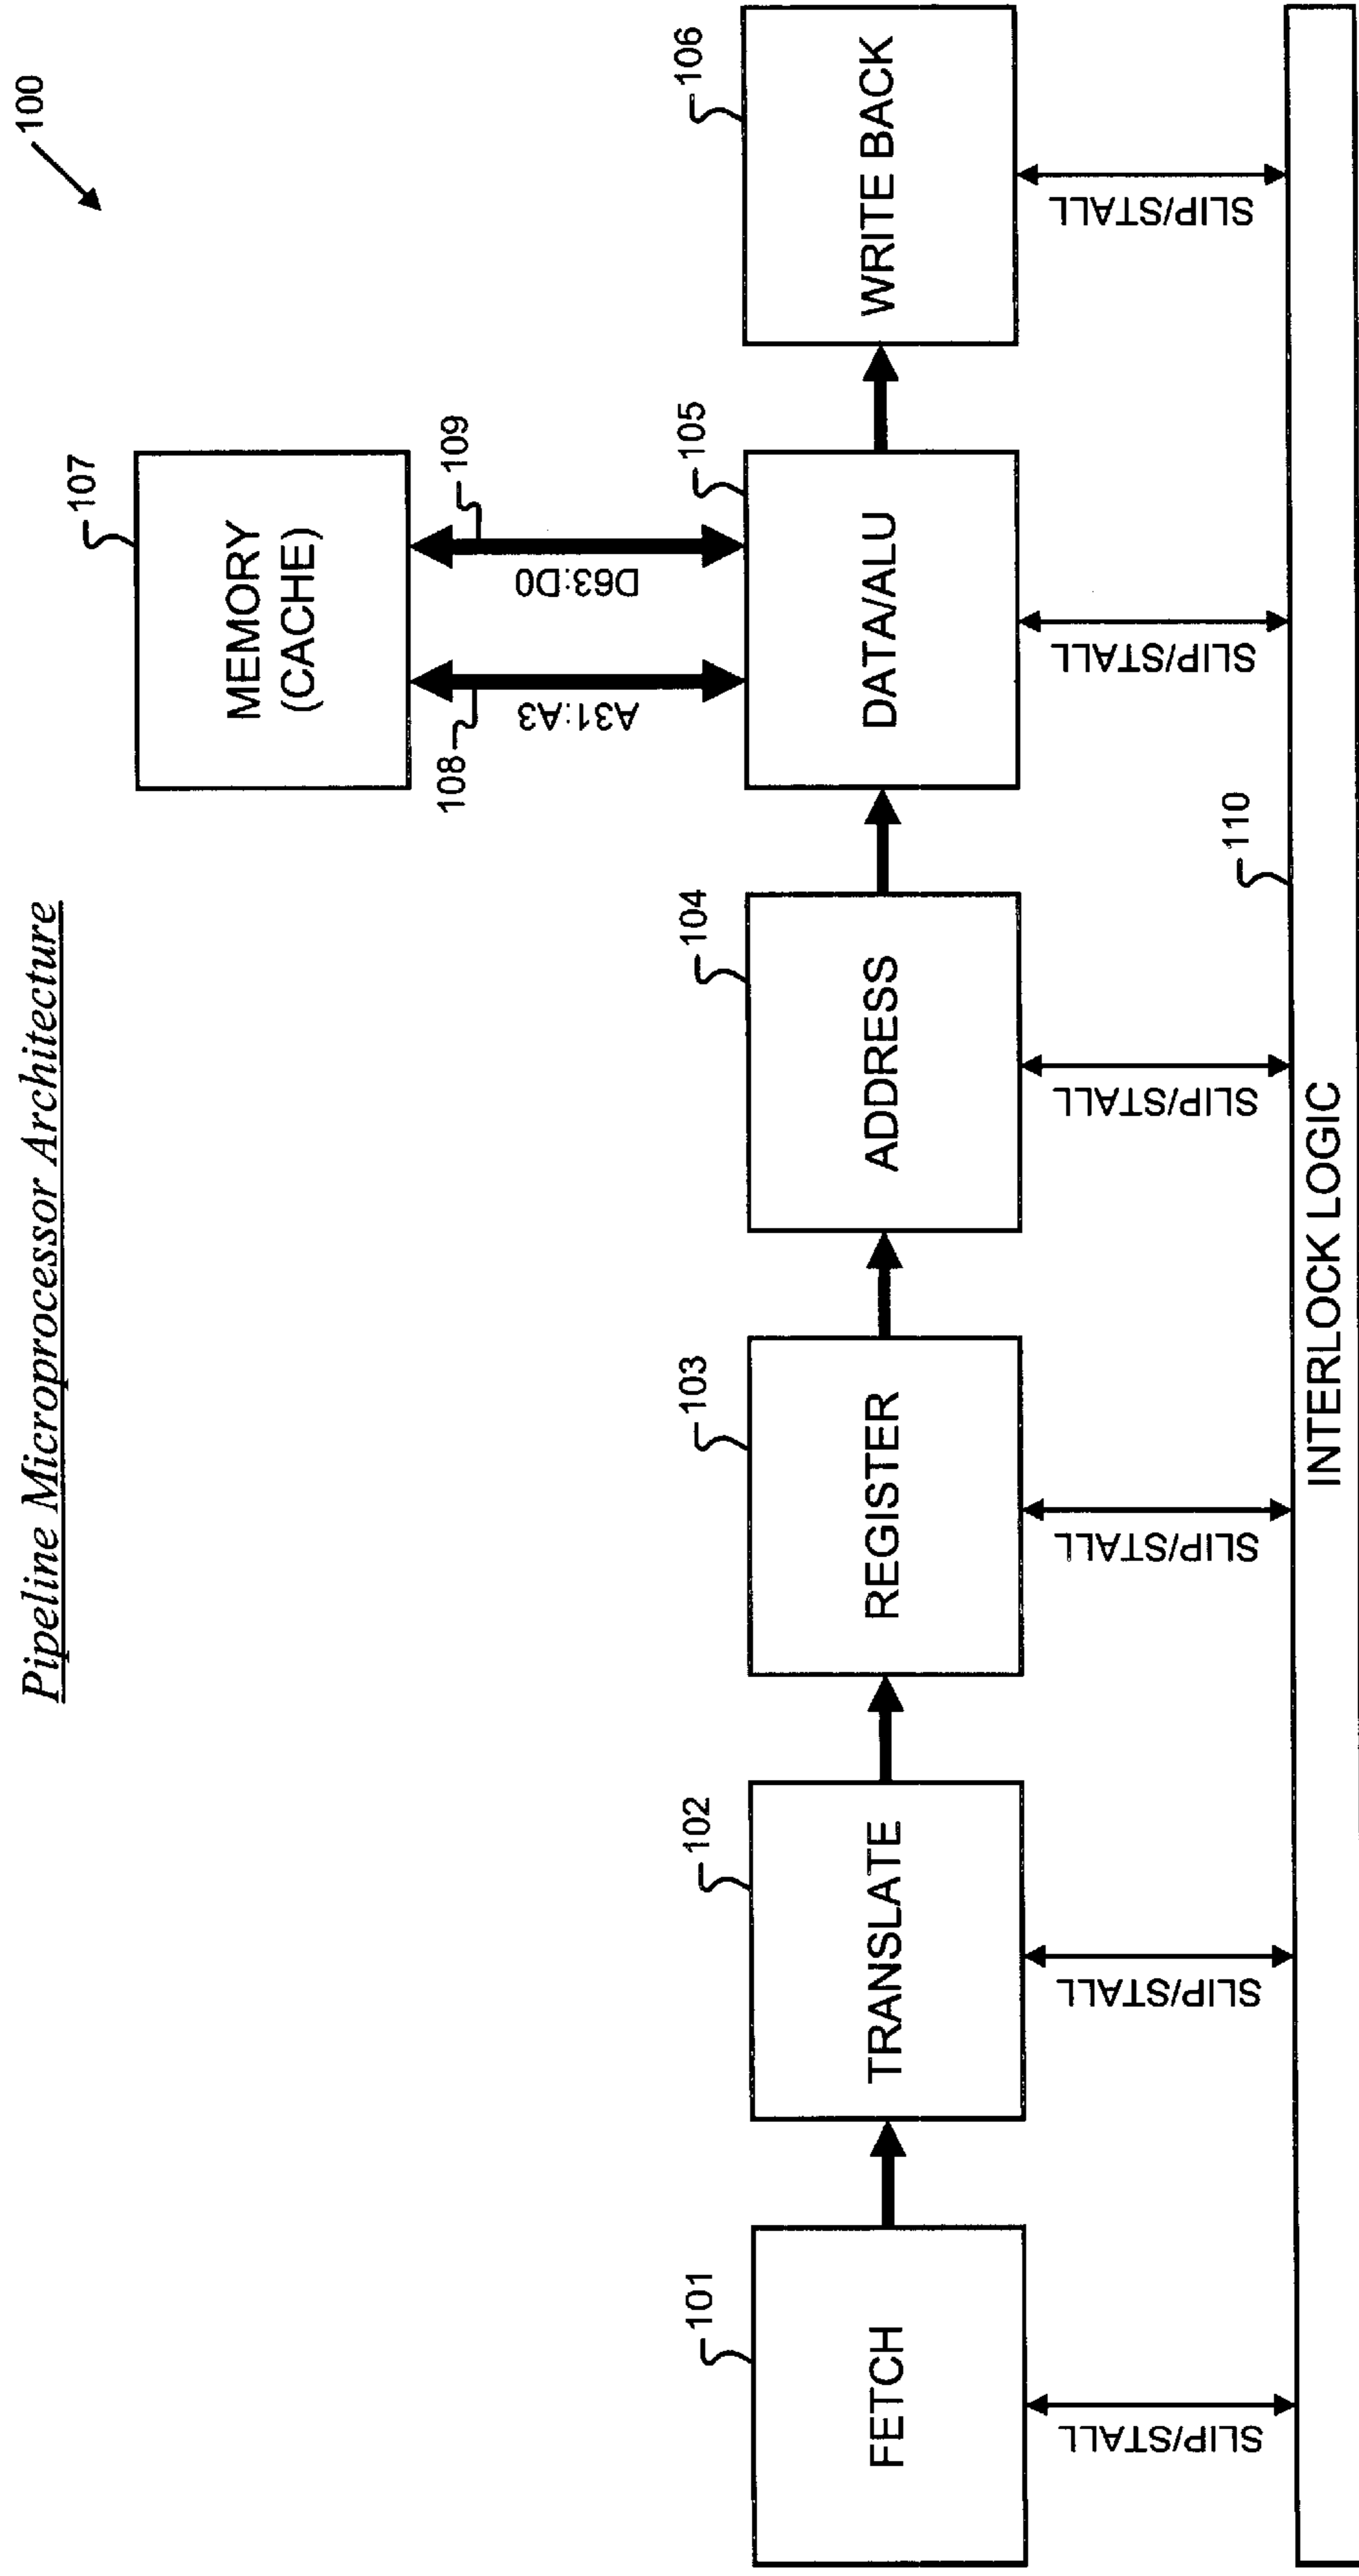 Pipeline Microprocessor Architecture
100
107
MEMORY
(CACHE)
108
A31:A3
109
D63:D0
101
FETCH
102
TRANSLATE
103
REGISTER
104
ADDRESS
105
DATA/ALU
106
WRITE BACK
SLIP/STALL
SLIP/STALL
SLIP/STALL
SLIP/STALL
SLIP/STALL
SLIP/STALL
110
INTERLOCK LOGIC